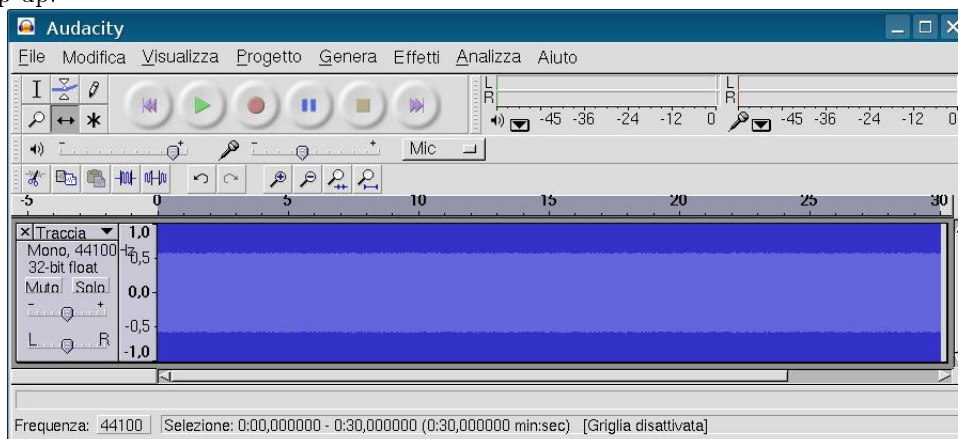 p up.
Audacity
File Modifica Visualizza Progetto Genera Effetti Analizza Aiuto
L
R
-45 -36 -24 -12 0
L
R
-45 -36 -24 -12 0
- + - + Mic
-5 0 5 10 15 20 25 30
Traccia
Mono, 44100 Hz
32-bit float
Muto Solo
- +
L R
1,0
0,5
0,0
-0,5
-1,0
Frequenza: 44100 Selezione: 0:00,000000 - 0:30,000000 (0:30,000000 min:sec) [Griglia disattivata]